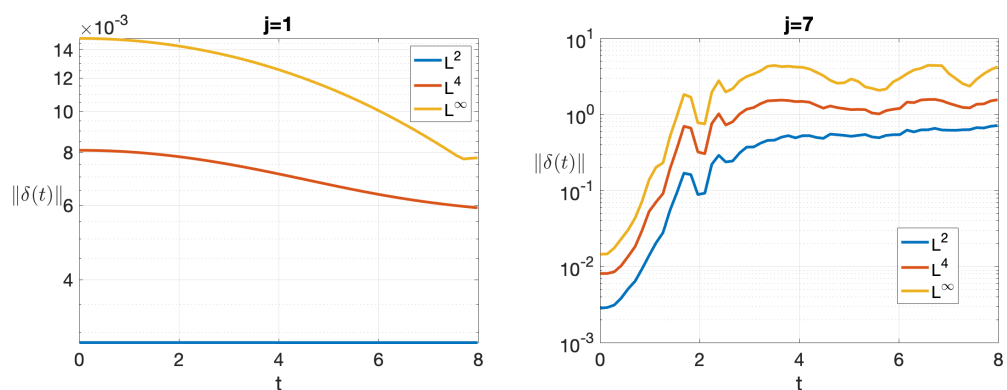 j=1
×10⁻³
14
12
10
8
6
4
‖δ(t)‖
0 2 4 6 8
t
L²
L⁴
L^∞
j=7
10¹
10⁰
10⁻¹
10⁻²
10⁻³
‖δ(t)‖
0 2 4 6 8
t
L²
L⁴
L^∞